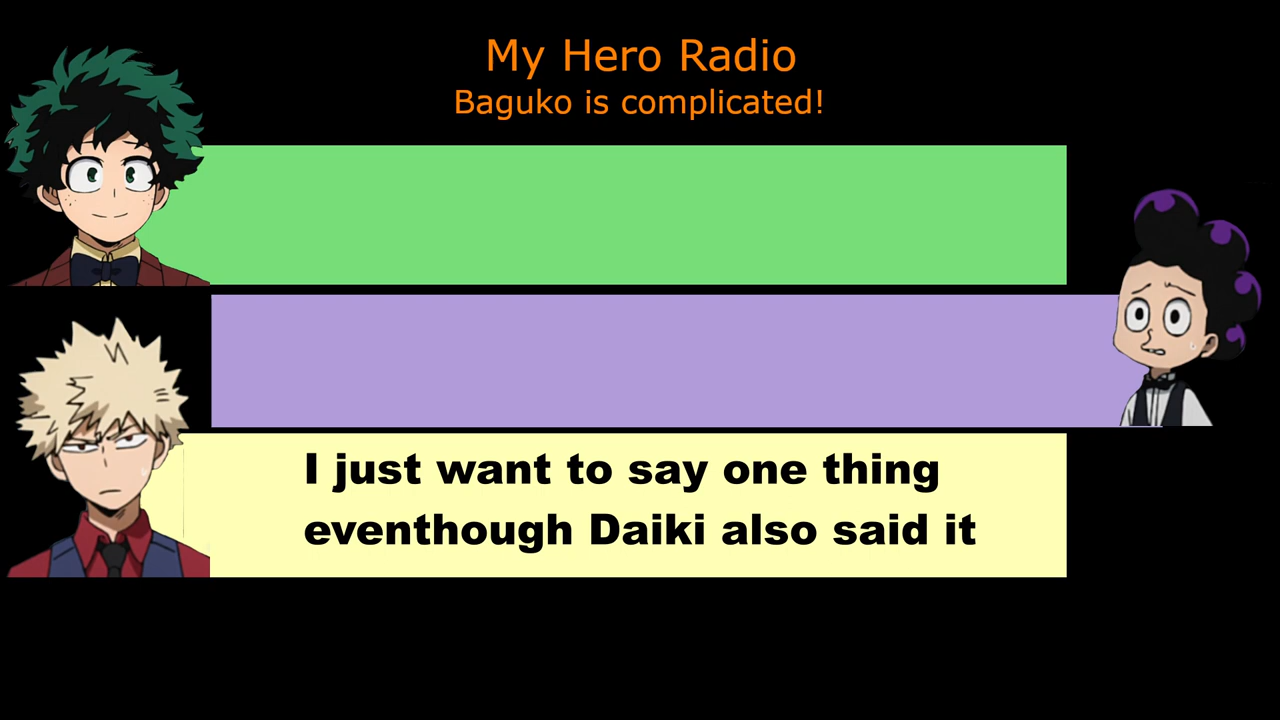 My Hero Radio
Baguko is complicated!
I just want to say one thing
eventhough Daiki also said it